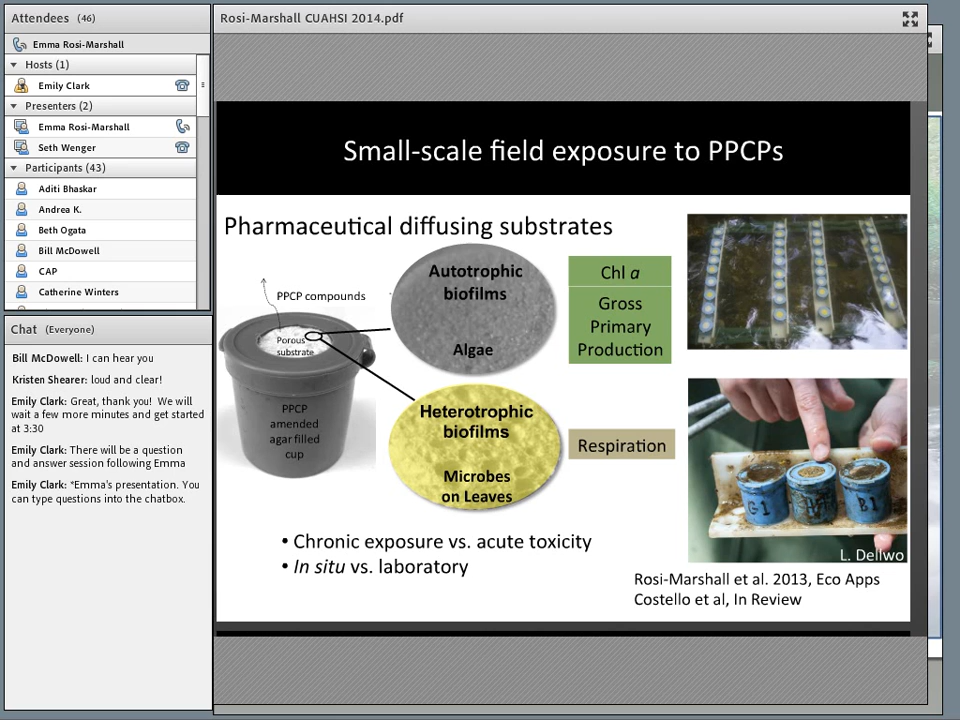 Attendees (46)
Emma Rosi-Marshall
Hosts (1)
Emily Clark
Presenters (2)
Emma Rosi-Marshall
Seth Wenger
Participants (43)
Aditi Bhaskar
Andrea K.
Beth Ogata
Bill McDowell
CAP
Catherine Winters
Chat (Everyone)
Bill McDowell: I can hear you
Kristen Shearer: loud and clear!
Emily Clark: Great, thank you! We will
wait a few more minutes and get started
at 3:30
Emily Clark: There will be a question
and answer session following Emma
Emily Clark: *Emma's presentation. You
can type questions into the chatbox.
Rosi-Marshall CUAHSI 2014.pdf
Small-scale field exposure to PPCPs
Pharmaceutical diffusing substrates
PPCP compounds
Porous
substrate
PPCP
amended
agar filled
cup
Autotrophic
biofilms
Algae
Chl a
Gross
Primary
Production
Heterotrophic
biofilms
Microbes
on Leaves
Respiration
G1
B1
L. Dellwo
• Chronic exposure vs. acute toxicity
• In situ vs. laboratory
Rosi-Marshall et al. 2013, Eco Apps
Costello et al, In Review